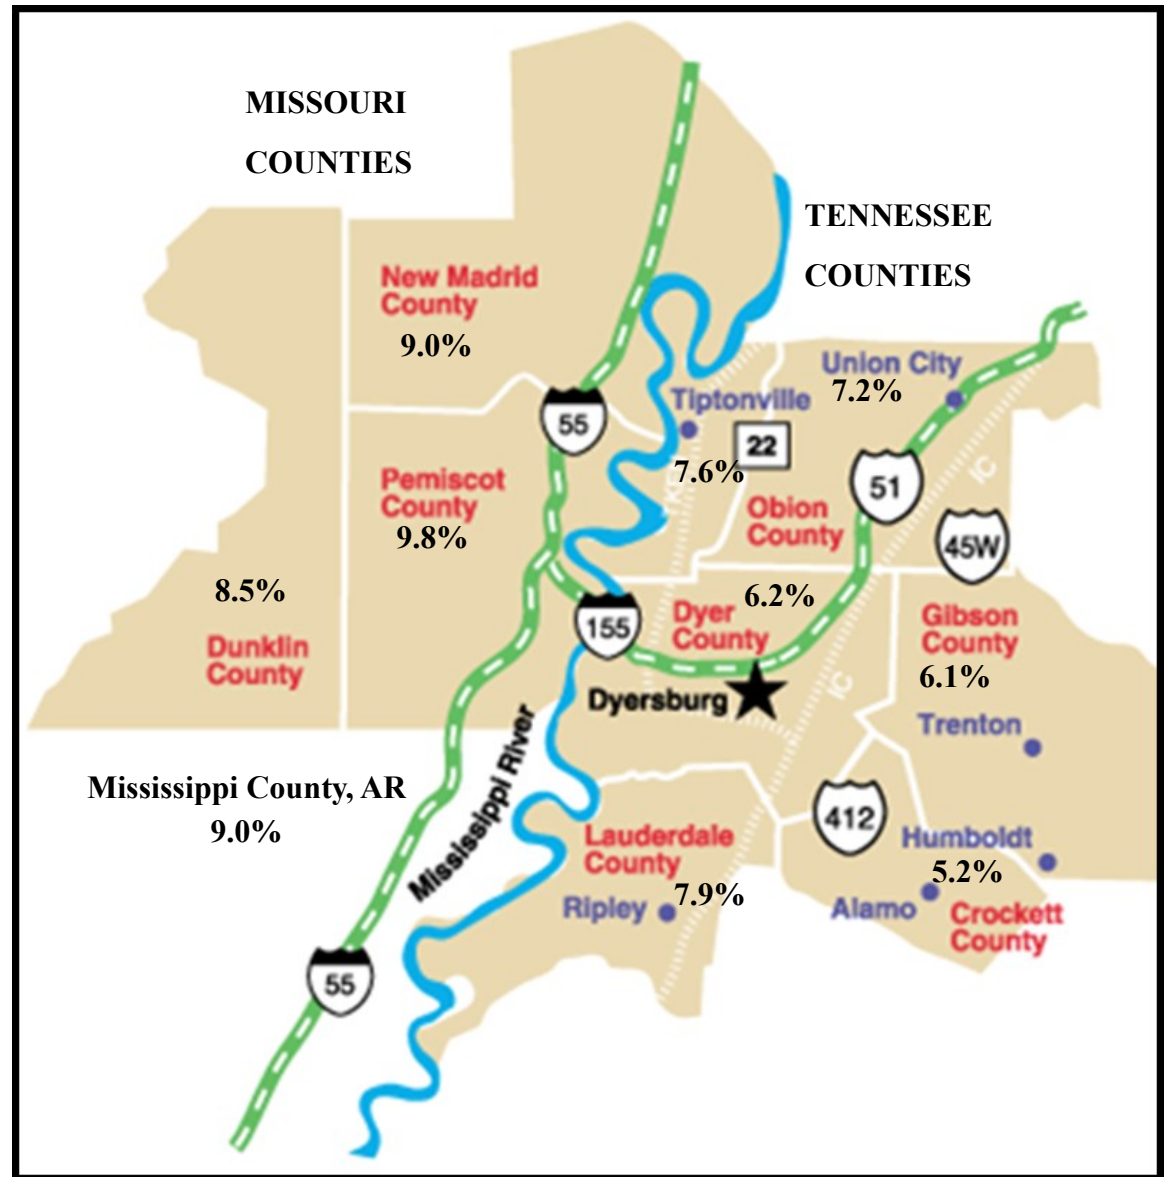 MISSOURI
COUNTIES
TENNESSEE
COUNTIES
New Madrid
County
9.0%
Union City
7.2%
Tiptonville
55
22
7.6%
51
Pemiscot
County
9.8%
Obion
County
IC
45W
8.5%
Dunklin
County
155
Dyer
County
6.2%
Gibson
County
6.1%
IC
Dyersburg
Trenton
Mississippi River
Mississippi County, AR
9.0%
412
Lauderdale
County
7.9%
Ripley
Humboldt
5.2%
Alamo
Crockett
County
55